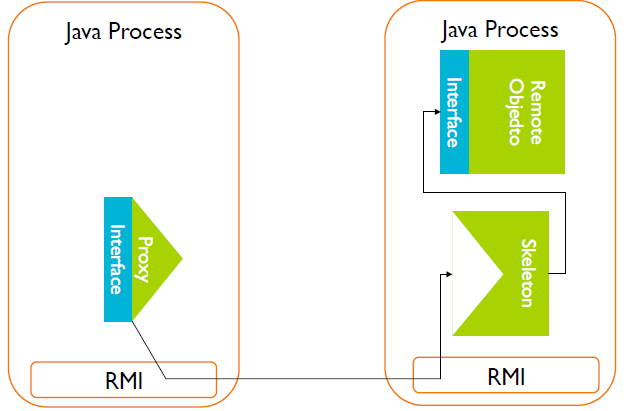 Java Process
Interface
Proxy
RMI
Java Process
Interface
Remote
Objedto
Skeleton
RMI